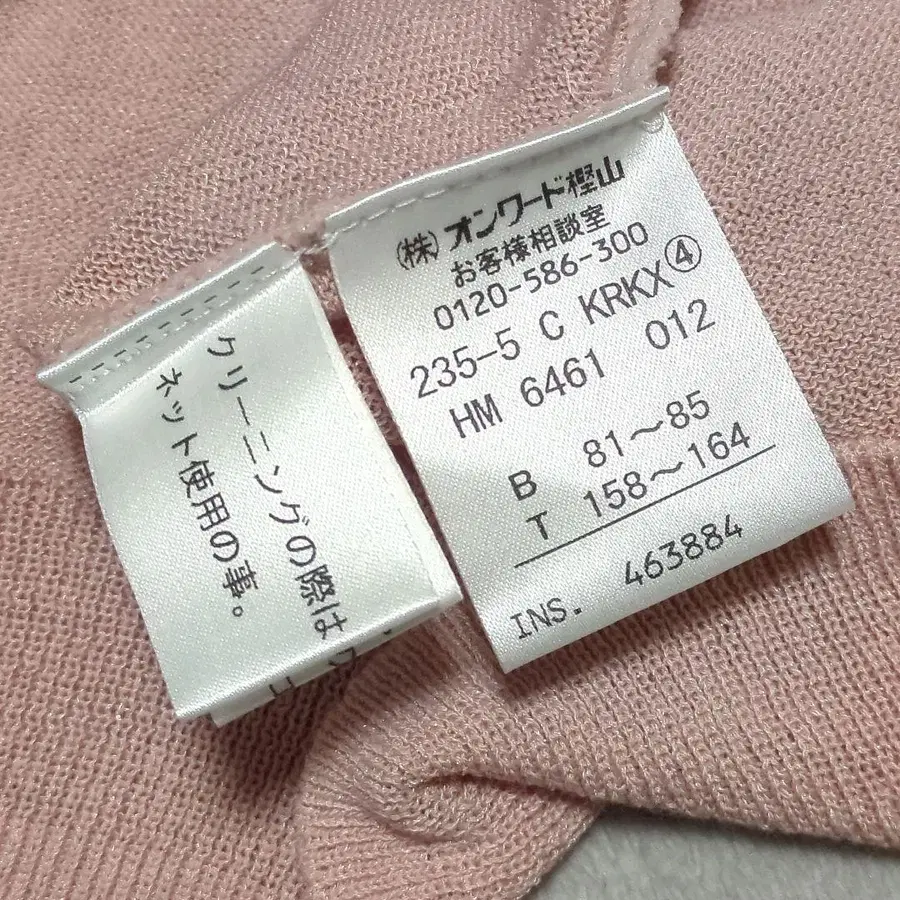 クリーニングの際は
ネット使用の事。
(株)オンワード樫山
お客様相談室
0120-586-300
235-5 C KRKX④
HM 6461 012
B 81～85
T 158～164
INS. 463884